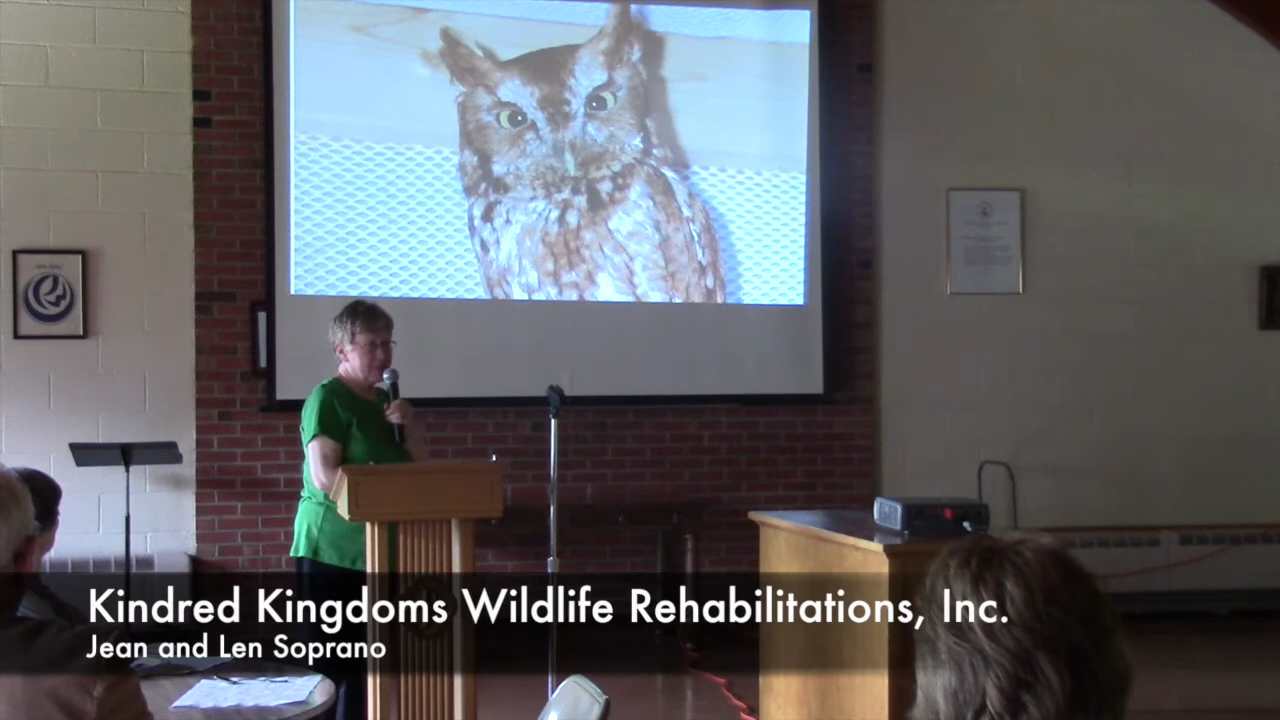 Kindred Kingdoms Wildlife Rehabilitations, Inc.
Jean and Len Soprano